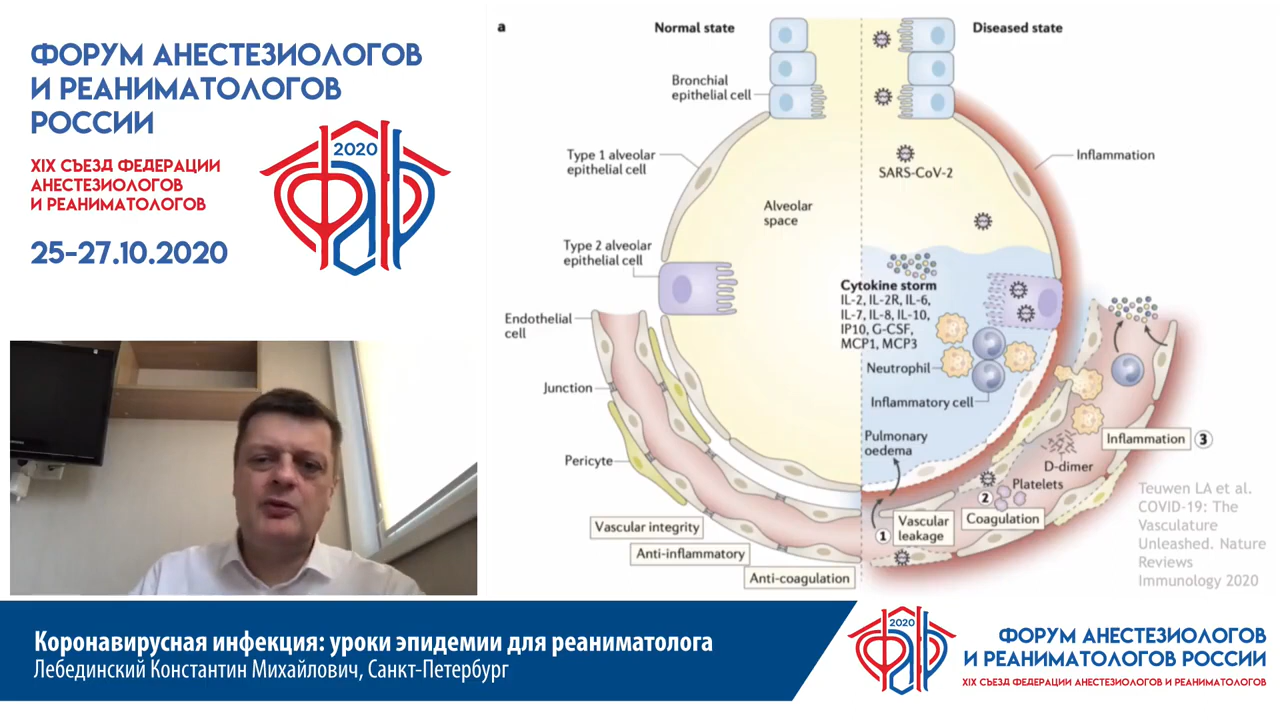 ФОРУМ АНЕСТЕЗИОЛОГОВ
И РЕАНИМАТОЛОГОВ
РОССИИ
XIX СЪЕЗД ФЕДЕРАЦИИ
АНЕСТЕЗИОЛОГОВ
И РЕАНИМАТОЛОГОВ
25-27.10.2020
2020
ФАР
a
Normal state
Diseased state
Bronchial
epithelial cell
Type 1 alveolar
epithelial cell
Inflammation
SARS-CoV-2
Alveolar
space
Type 2 alveolar
epithelial cell
Cytokine storm
IL-2, IL-2R, IL-6,
IL-7, IL-8, IL-10,
IP10, G-CSF,
MCP1, MCP3
Endothelial
cell
Neutrophil
Junction
Inflammatory cell
Pulmonary
oedema
Inflammation 3
Pericyte
D-dimer
Platelets
2
Coagulation
1
Vascular
leakage
Vascular integrity
Anti-inflammatory
Anti-coagulation
Teuwen LA et al.
COVID-19: The
Vasculature
Unleashed. Nature
Reviews
Immunology 2020
Коронавирусная инфекция: уроки эпидемии для реаниматолога
Лебединский Константин Михайлович, Санкт-Петербург
2020
ФАР
ФОРУМ АНЕСТЕЗИОЛОГОВ
И РЕАНИМАТОЛОГОВ РОССИИ
XIX СЪЕЗД ФЕДЕРАЦИИ АНЕСТЕЗИОЛОГОВ И РЕАНИМАТОЛОГОВ